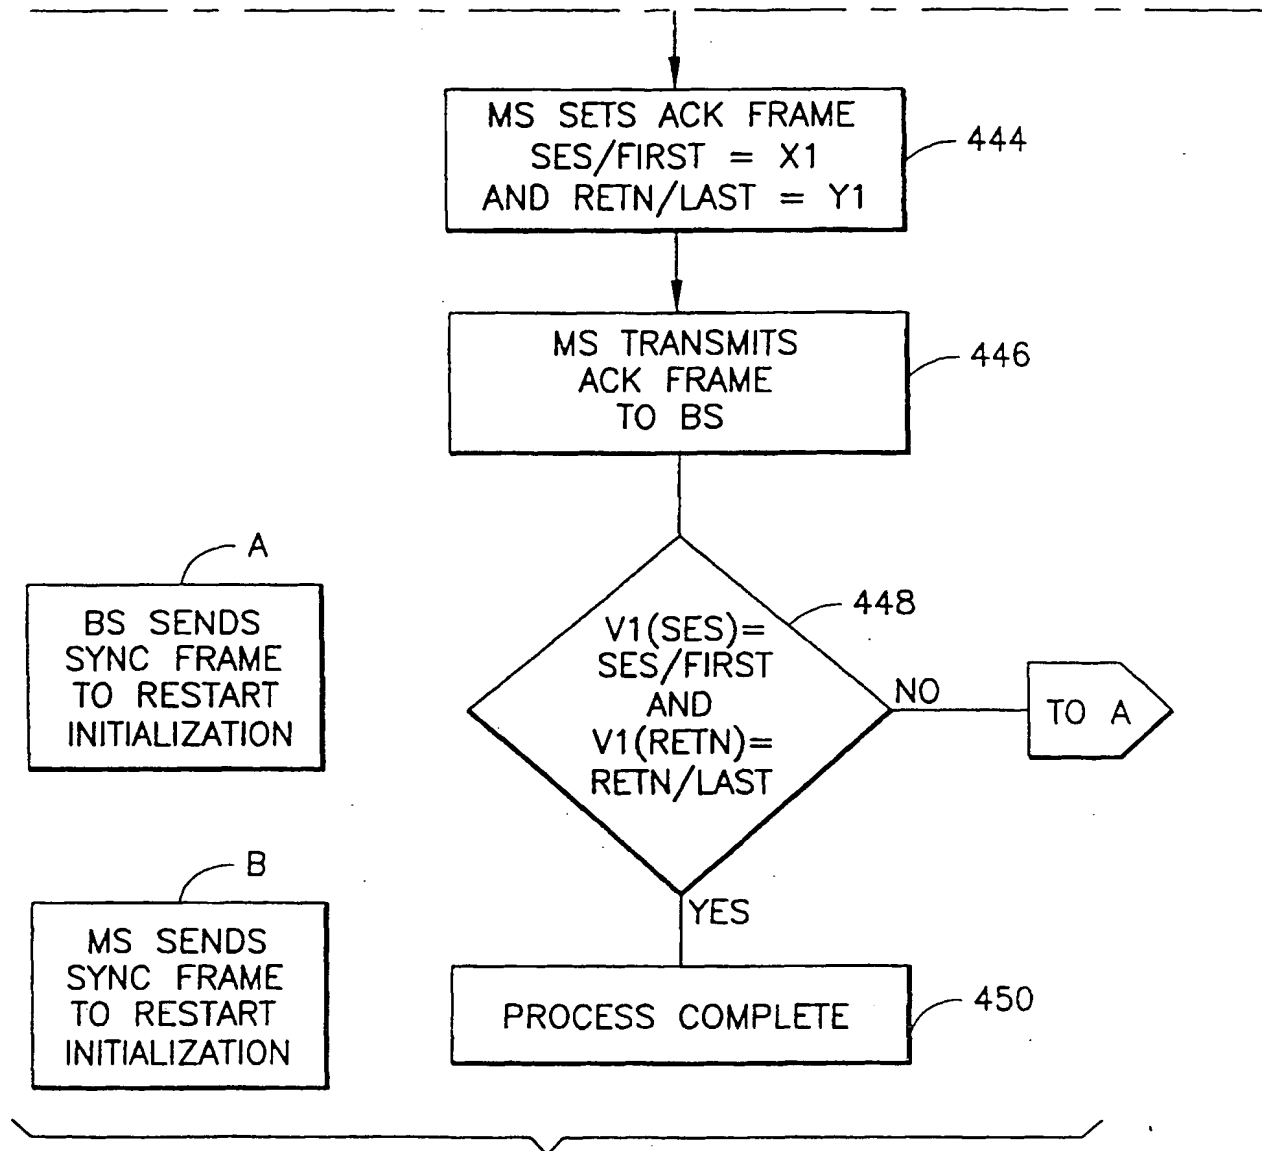 MS SETS ACK FRAME
SES/FIRST = X1
AND RETN/LAST = Y1
444
MS TRANSMITS
ACK FRAME
TO BS
446
A
BS SENDS
SYNC FRAME
TO RESTART
INITIALIZATION
V1(SES)=
SES/FIRST
AND
V1(RETN)=
RETN/LAST
448
NO
TO A
YES
B
MS SENDS
SYNC FRAME
TO RESTART
INITIALIZATION
PROCESS COMPLETE
450